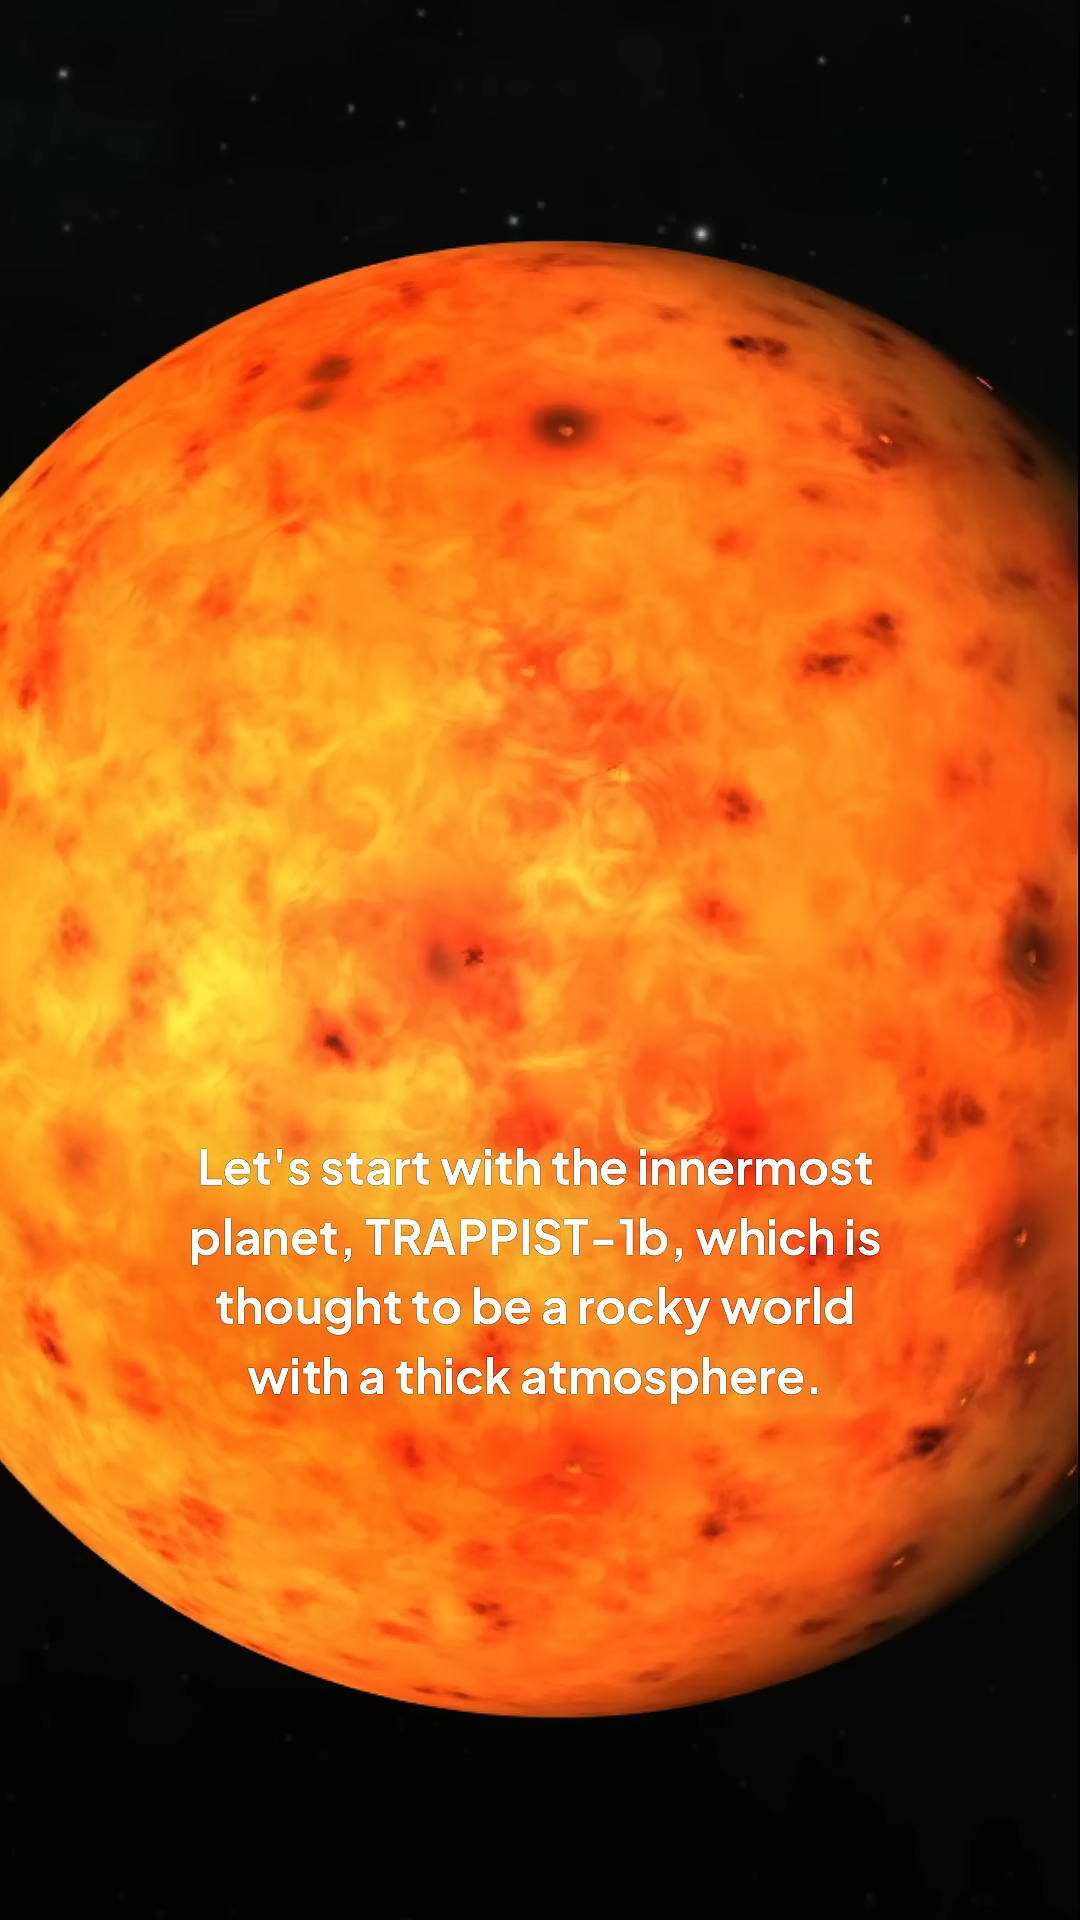 Let's start with the innermost
planet, TRAPPIST-1b, which is
thought to be a rocky world
with a thick atmosphere.